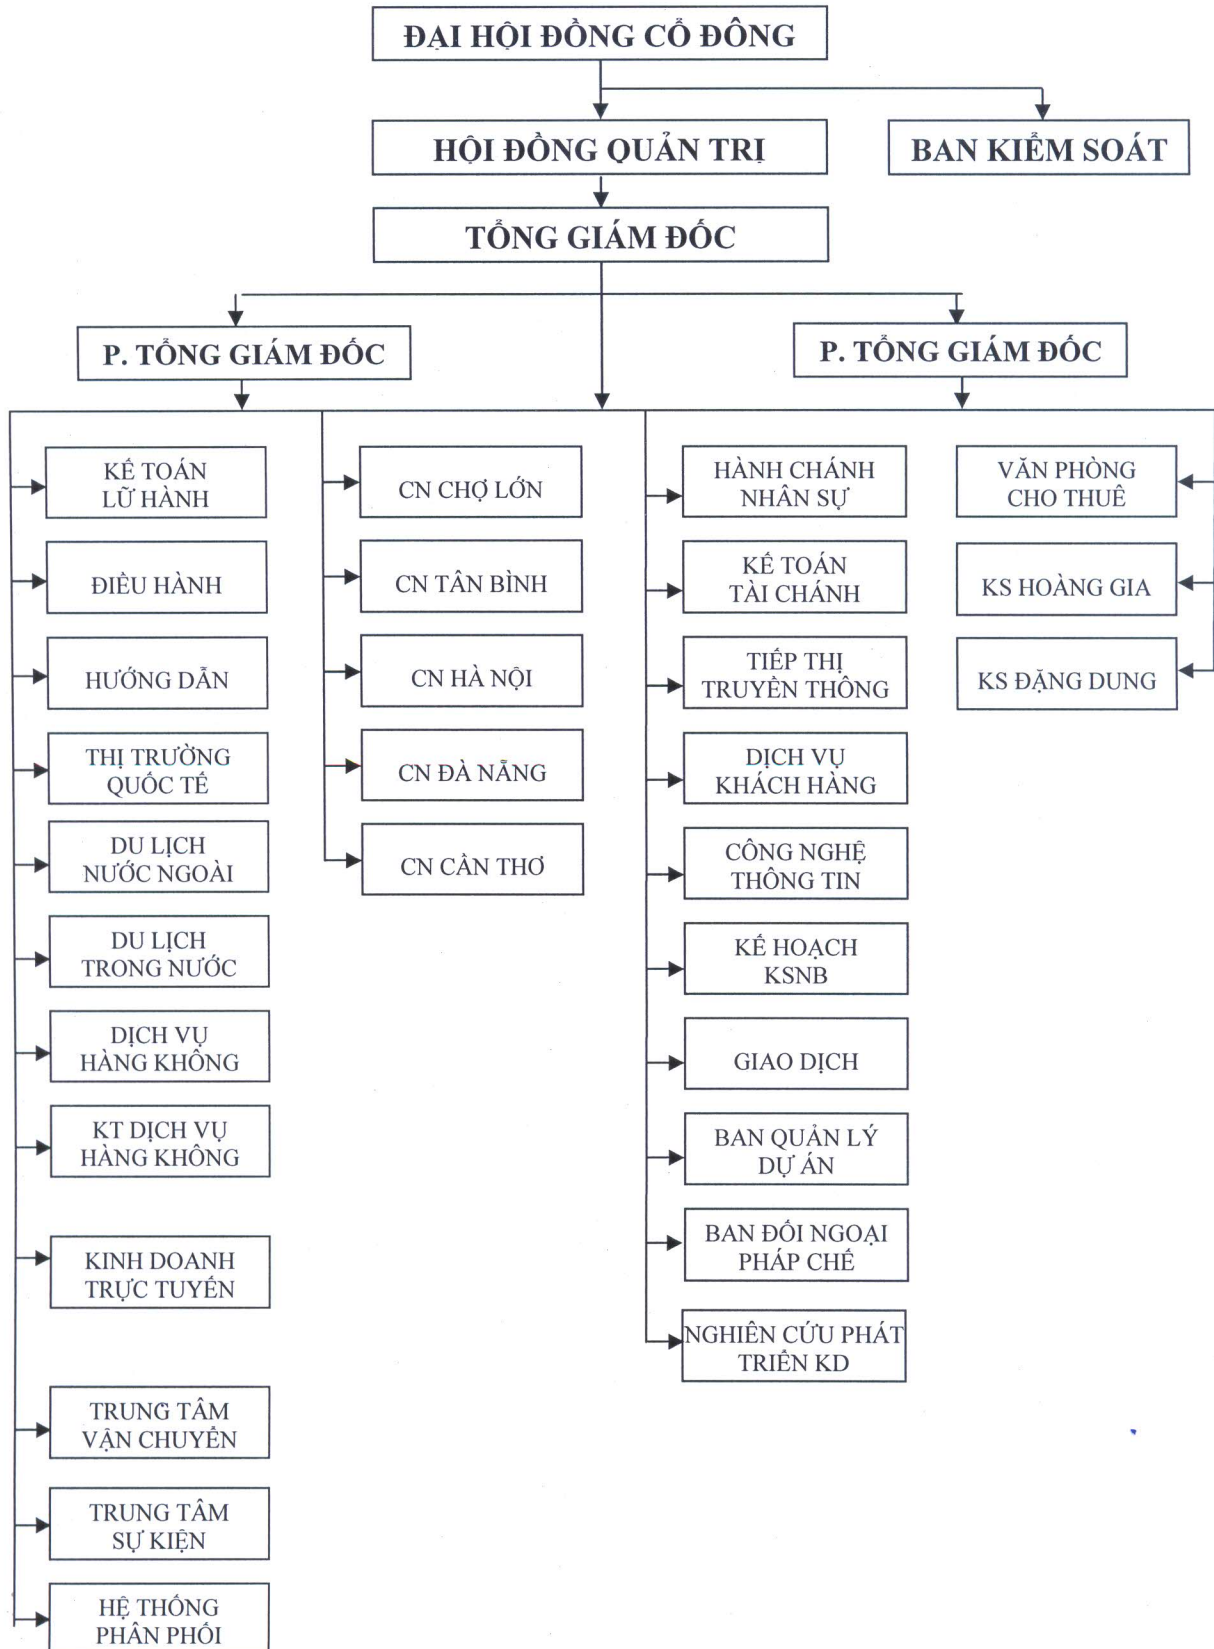 ĐẠI HỘI ĐỒNG CỔ ĐÔNG
HỘI ĐỒNG QUẢN TRỊ
BAN KIỂM SOÁT
TỔNG GIÁM ĐỐC
P. TỔNG GIÁM ĐỐC
P. TỔNG GIÁM ĐỐC
KẾ TOÁN
LỮ HÀNH
ĐIỀU HÀNH
HƯỚNG DẪN
THỊ TRƯỜNG
QUỐC TẾ
DU LỊCH
NƯỚC NGOÀI
DU LỊCH
TRONG NƯỚC
DỊCH VỤ
HÀNG KHÔNG
KT DỊCH VỤ
HÀNG KHÔNG
KINH DOANH
TRỰC TUYẾN
TRUNG TÂM
VẬN CHUYỂN
TRUNG TÂM
SỰ KIỆN
HỆ THỐNG
PHÂN PHỐI
CN CHỢ LỚN
CN TÂN BÌNH
CN HÀ NỘI
CN ĐÀ NẴNG
CN CẦN THƠ
HÀNH CHÁNH
NHÂN SỰ
KẾ TOÁN
TÀI CHÁNH
TIẾP THỊ
TRUYỀN THÔNG
DỊCH VỤ
KHÁCH HÀNG
CÔNG NGHỆ
THÔNG TIN
KẾ HOẠCH
KSNB
GIAO DỊCH
BAN QUẢN LÝ
DỰ ÁN
BAN ĐỐI NGOẠI
PHÁP CHẾ
NGHIÊN CỨU PHÁT
TRIỂN KD
VĂN PHÒNG
CHO THUÊ
KS HOÀNG GIA
KS ĐẶNG DUNG